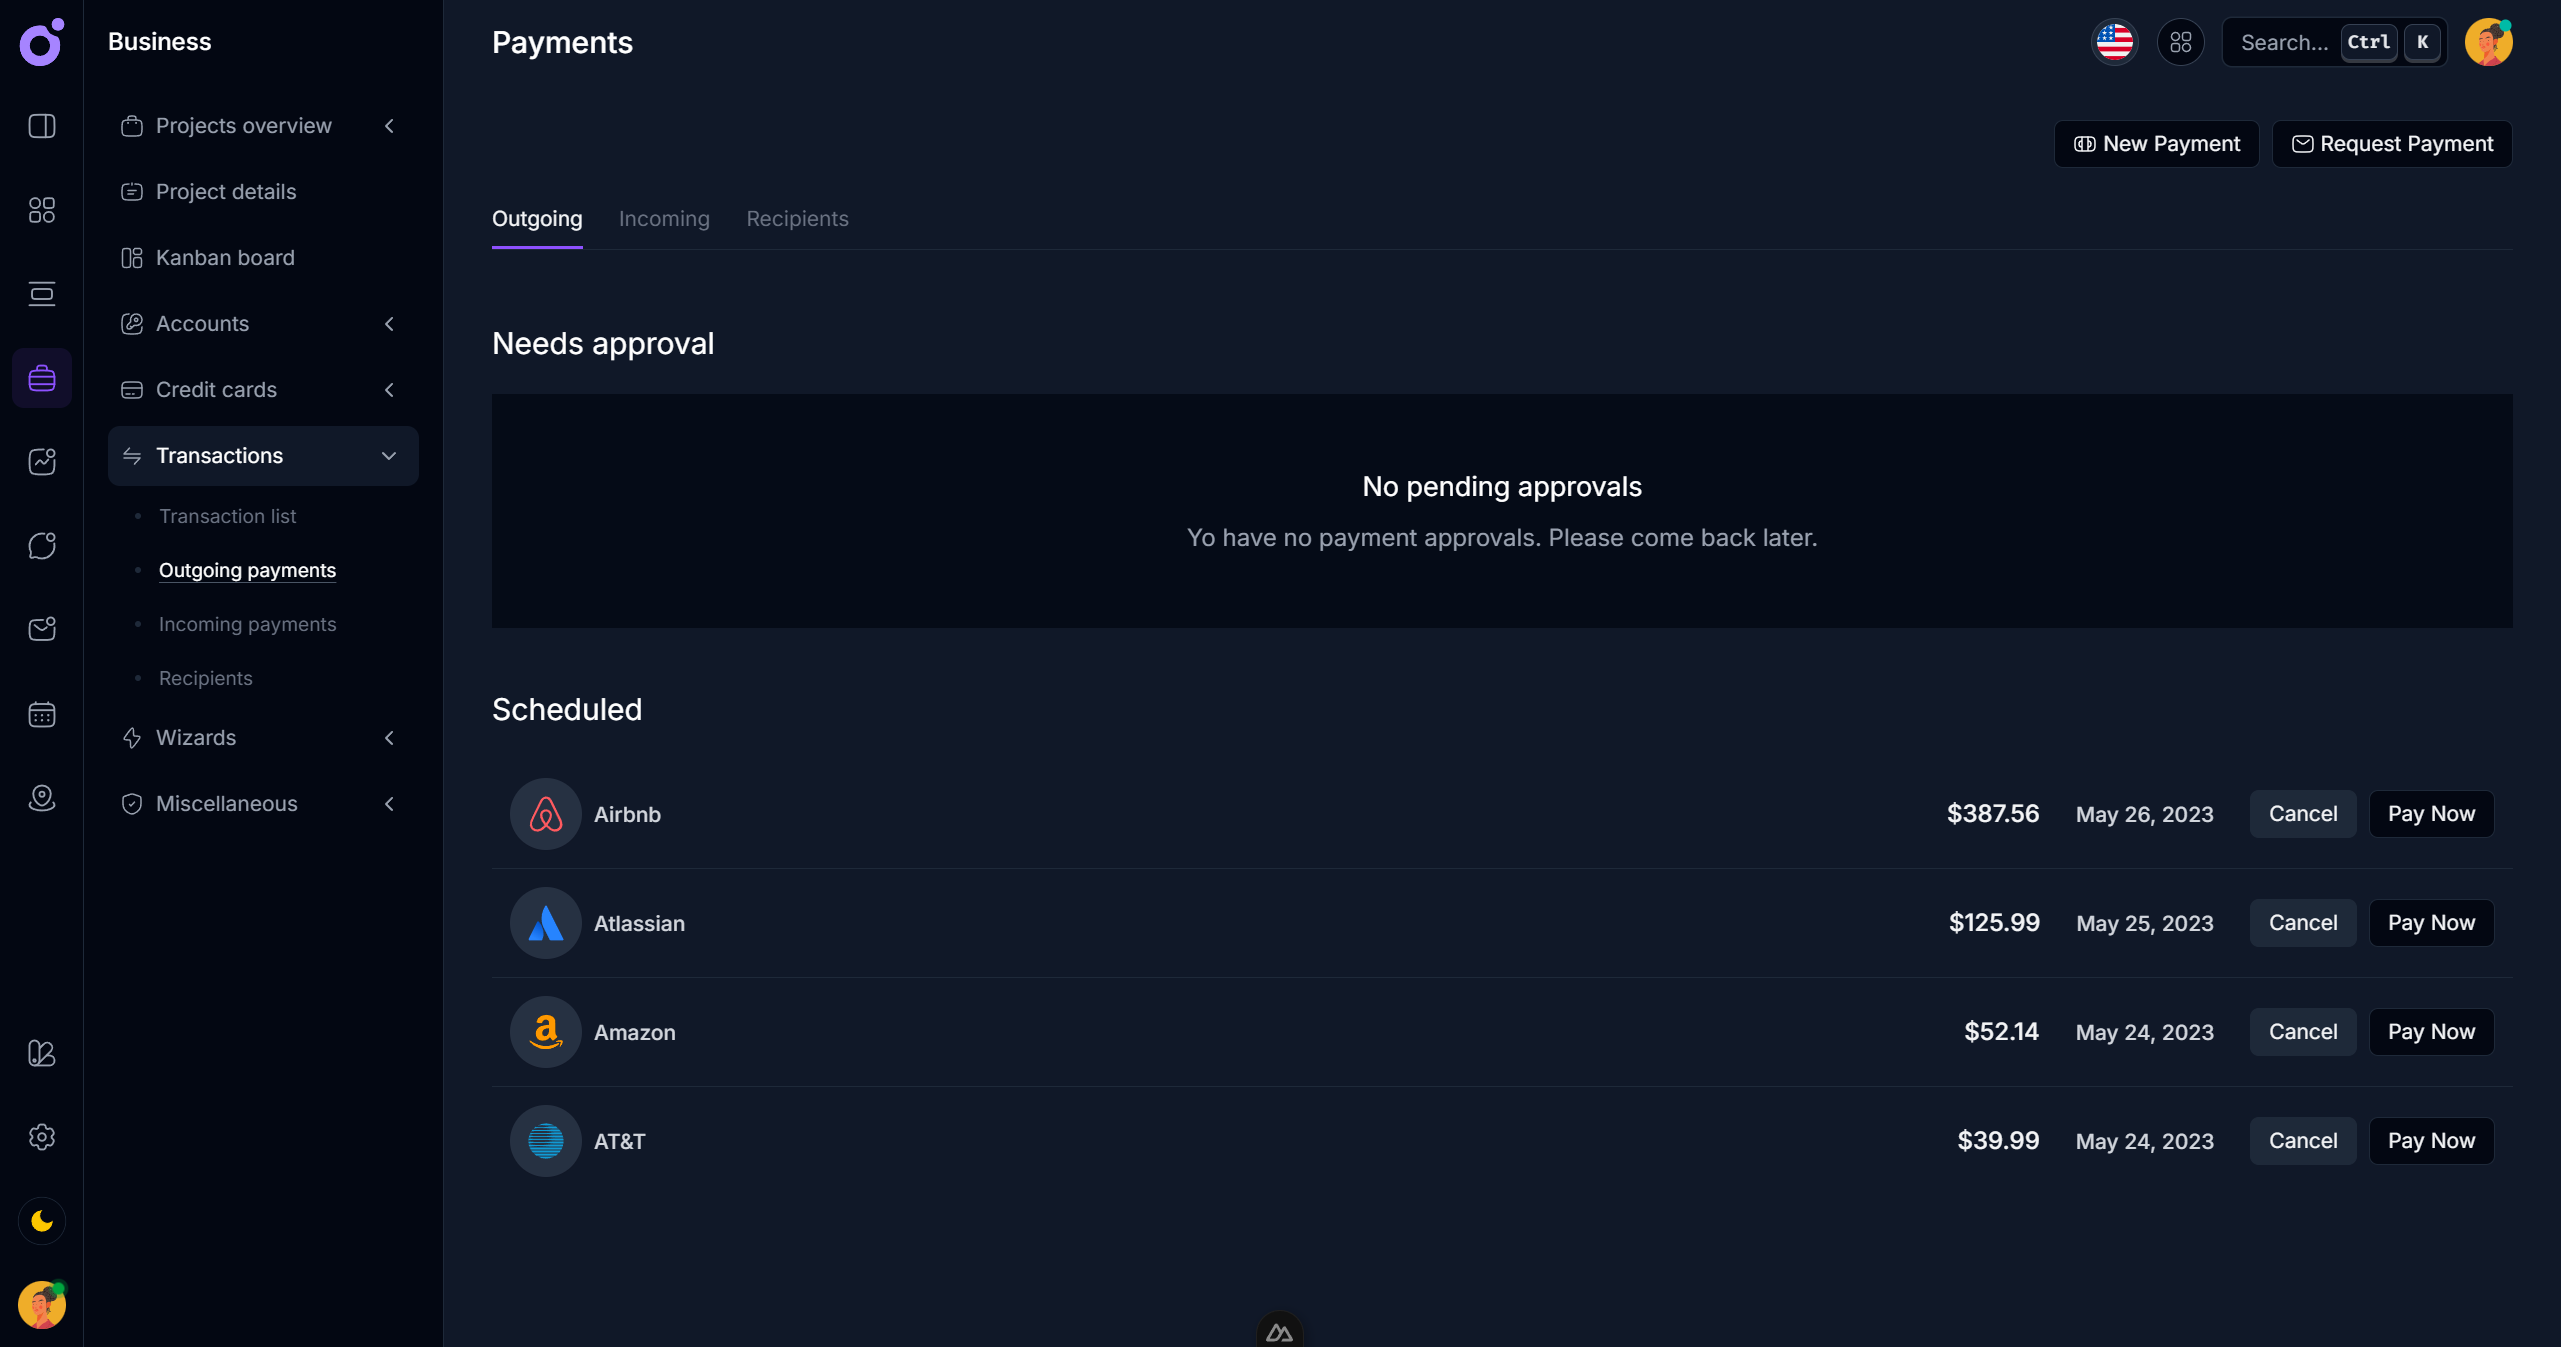 Business
Projects overview
Project details
Kanban board
Accounts
Credit cards
Transactions
Transaction list
Outgoing payments
Incoming payments
Recipients
Wizards
Miscellaneous
Payments
Search... Ctrl K
New Payment Request Payment
Outgoing Incoming Recipients
Needs approval
No pending approvals
Yo have no payment approvals. Please come back later.
Scheduled
Airbnb $387.56 May 26, 2023 Cancel Pay Now
Atlassian $125.99 May 25, 2023 Cancel Pay Now
Amazon $52.14 May 24, 2023 Cancel Pay Now
AT&T $39.99 May 24, 2023 Cancel Pay Now